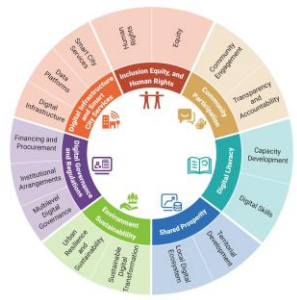 Human
Rights
Equity
Community
Engagement
Transparency
and
Accountability
Capacity
Development
Digital Skills
Territorial
Development
Local Digital
Ecosystem
Sustainable
Digital
Transformation
Urban
Resilience
and
Sustainability
Multilevel
Digital
Governance
Institutional
Arrangements
Financing and
Procurement
Digital
Infrastructure
Data
Platforms
Smart City
Services
Inclusion Equity, and
Human Rights
Community
Participation
Digital Literacy
Shared Prosperity
Environment
Sustainability
Digital Governance
and Regulations
Digital Infrastructure
and Smart
City Services